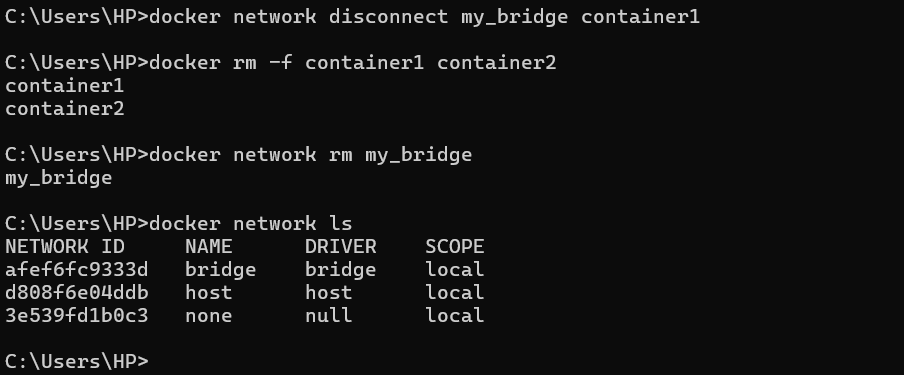 C:\Users\HP>docker network disconnect my_bridge container1
C:\Users\HP>docker rm -f container1 container2
container1
container2
C:\Users\HP>docker network rm my_bridge
my_bridge
C:\Users\HP>docker network ls
NETWORK ID     NAME      DRIVER    SCOPE
afef6fc9333d   bridge    bridge    local
d808f6e04ddb   host      host      local
3e539fd1b0c3   none      null      local
C:\Users\HP>